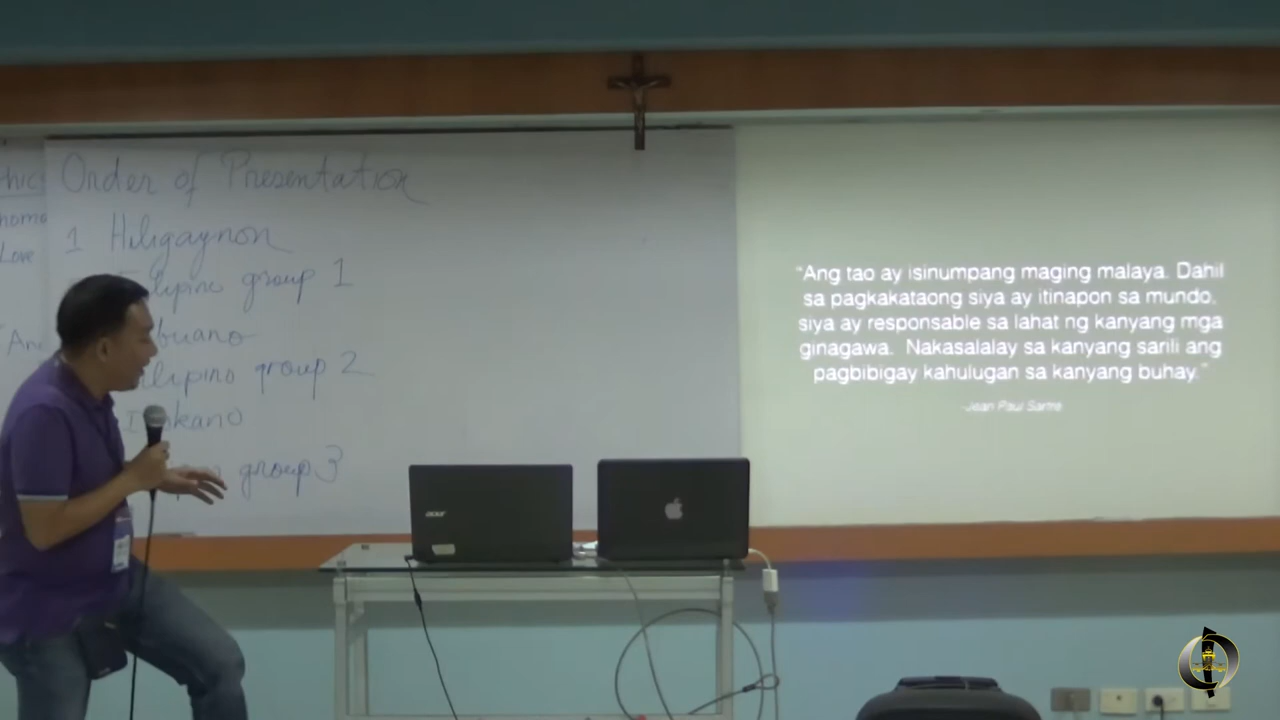 Order of Presentation
1 Hiligaynon
group 1
group 2
group 3
Love
acer
"Ang tao ay isinumpang maging malaya. Dahil
sa pagkakataong siya ay itinapon sa mundo,
siya ay responsable sa lahat ng kanyang mga
ginagawa. Nakasalalay sa kanyang sarili ang
pagbibigay kahulugan sa kanyang buhay."
-Jean Paul Sartre